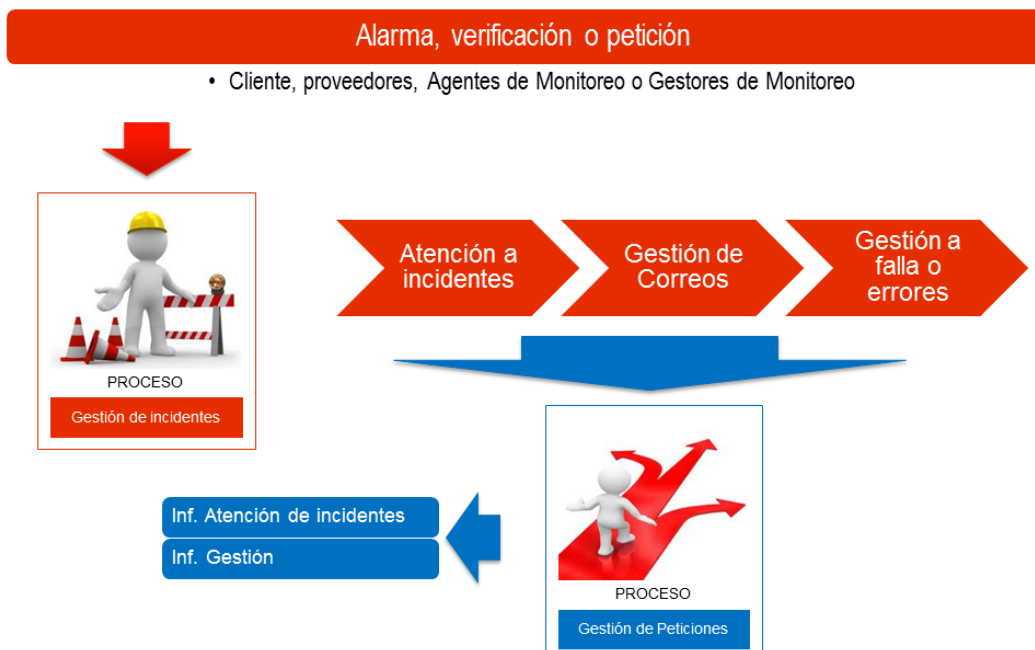 Alarma, verificación o petición
• Cliente, proveedores, Agentes de Monitoreo o Gestores de Monitoreo
PROCESO
Gestión de incidentes
Atención a
incidentes
Gestión de
Correos
Gestión a
falla o
errores
PROCESO
Gestión de Peticiones
Inf. Atención de incidentes
Inf. Gestión